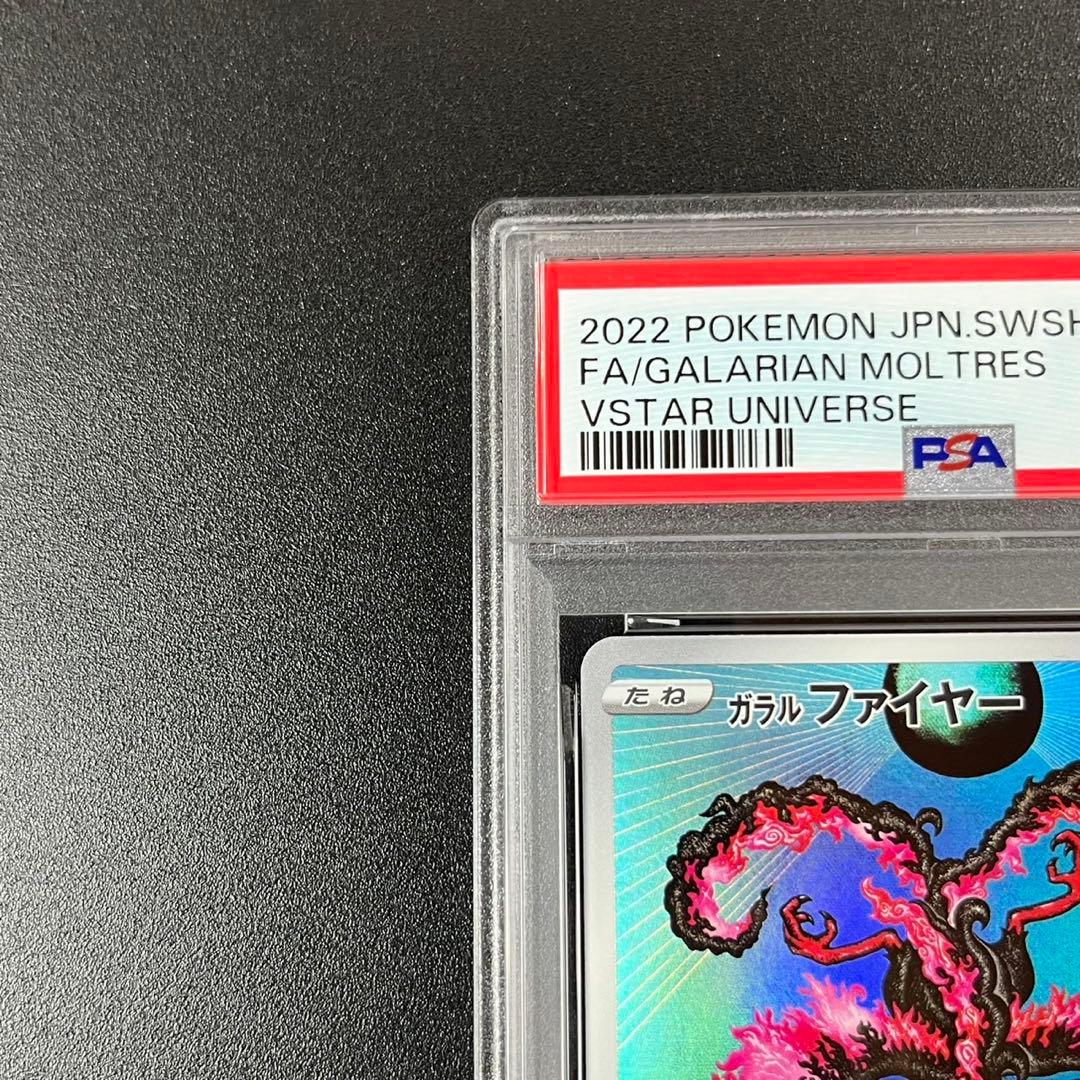 2022 POKEMON JPN.SWSH
FA/GALARIAN MOLTRES
VSTAR UNIVERSE
PSA
たね ガラル ファイヤー